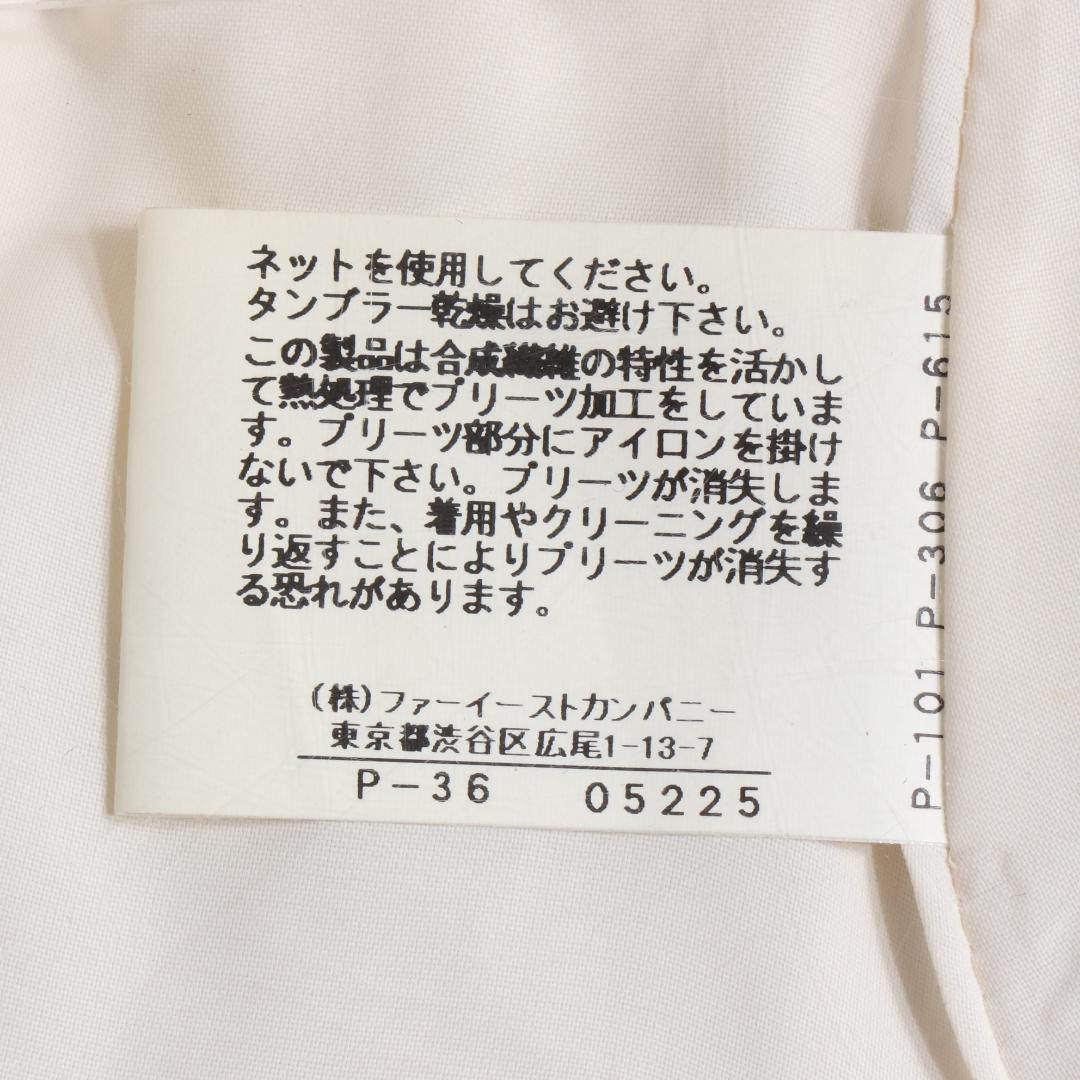 ネットを使用してください。
タンブラー乾燥はお避け下さい。
この製品は合成繊維の特性を活かし
て熱処理でプリーツ加工をしていま
す。プリーツ部分にアイロンを掛け
ないで下さい。プリーツが消失しま
す。また、着用やクリーニングを繰
り返すことによりプリーツが消失す
る恐れがあります。
(株)ファーイーストカンパニー
東京都渋谷区広尾1-13-7
P-36 05225
P-101 P-306 P-615